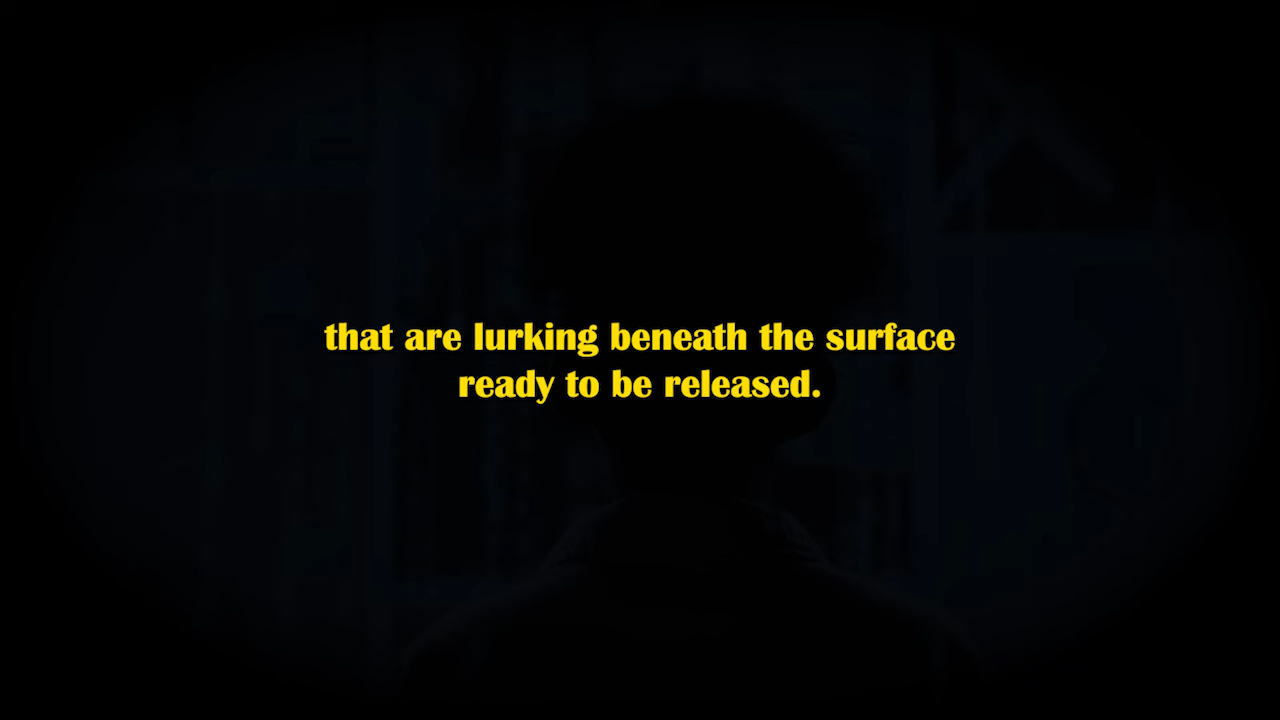 that are lurking beneath the surface
ready to be released.